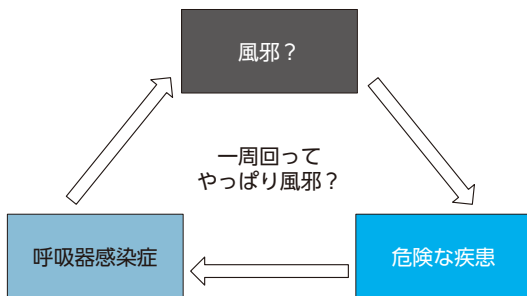 風邪？
一周回って
やっぱり風邪？
呼吸器感染症
危険な疾患